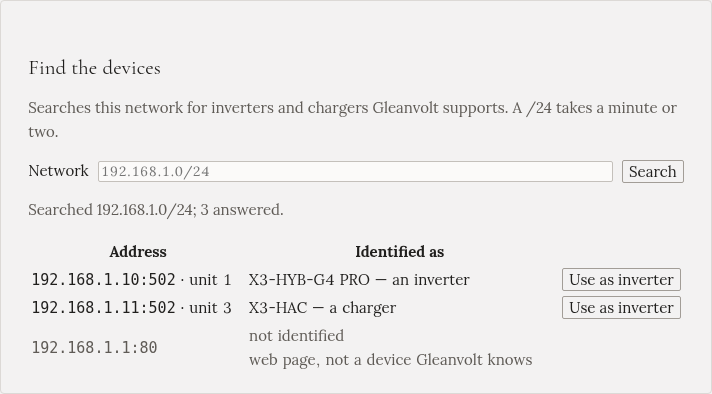 Find the devices
Searches this network for inverters and chargers Gleanvolt supports. A /24 takes a minute or
two.
Network 192.168.1.0/24 Search
Searched 192.168.1.0/24; 3 answered.
Address Identified as
192.168.1.10:502 · unit 1 X3-HYB-G4 PRO — an inverter Use as inverter
192.168.1.11:502 · unit 3 X3-HAC — a charger Use as inverter
192.168.1.1:80 not identified
web page, not a device Gleanvolt knows